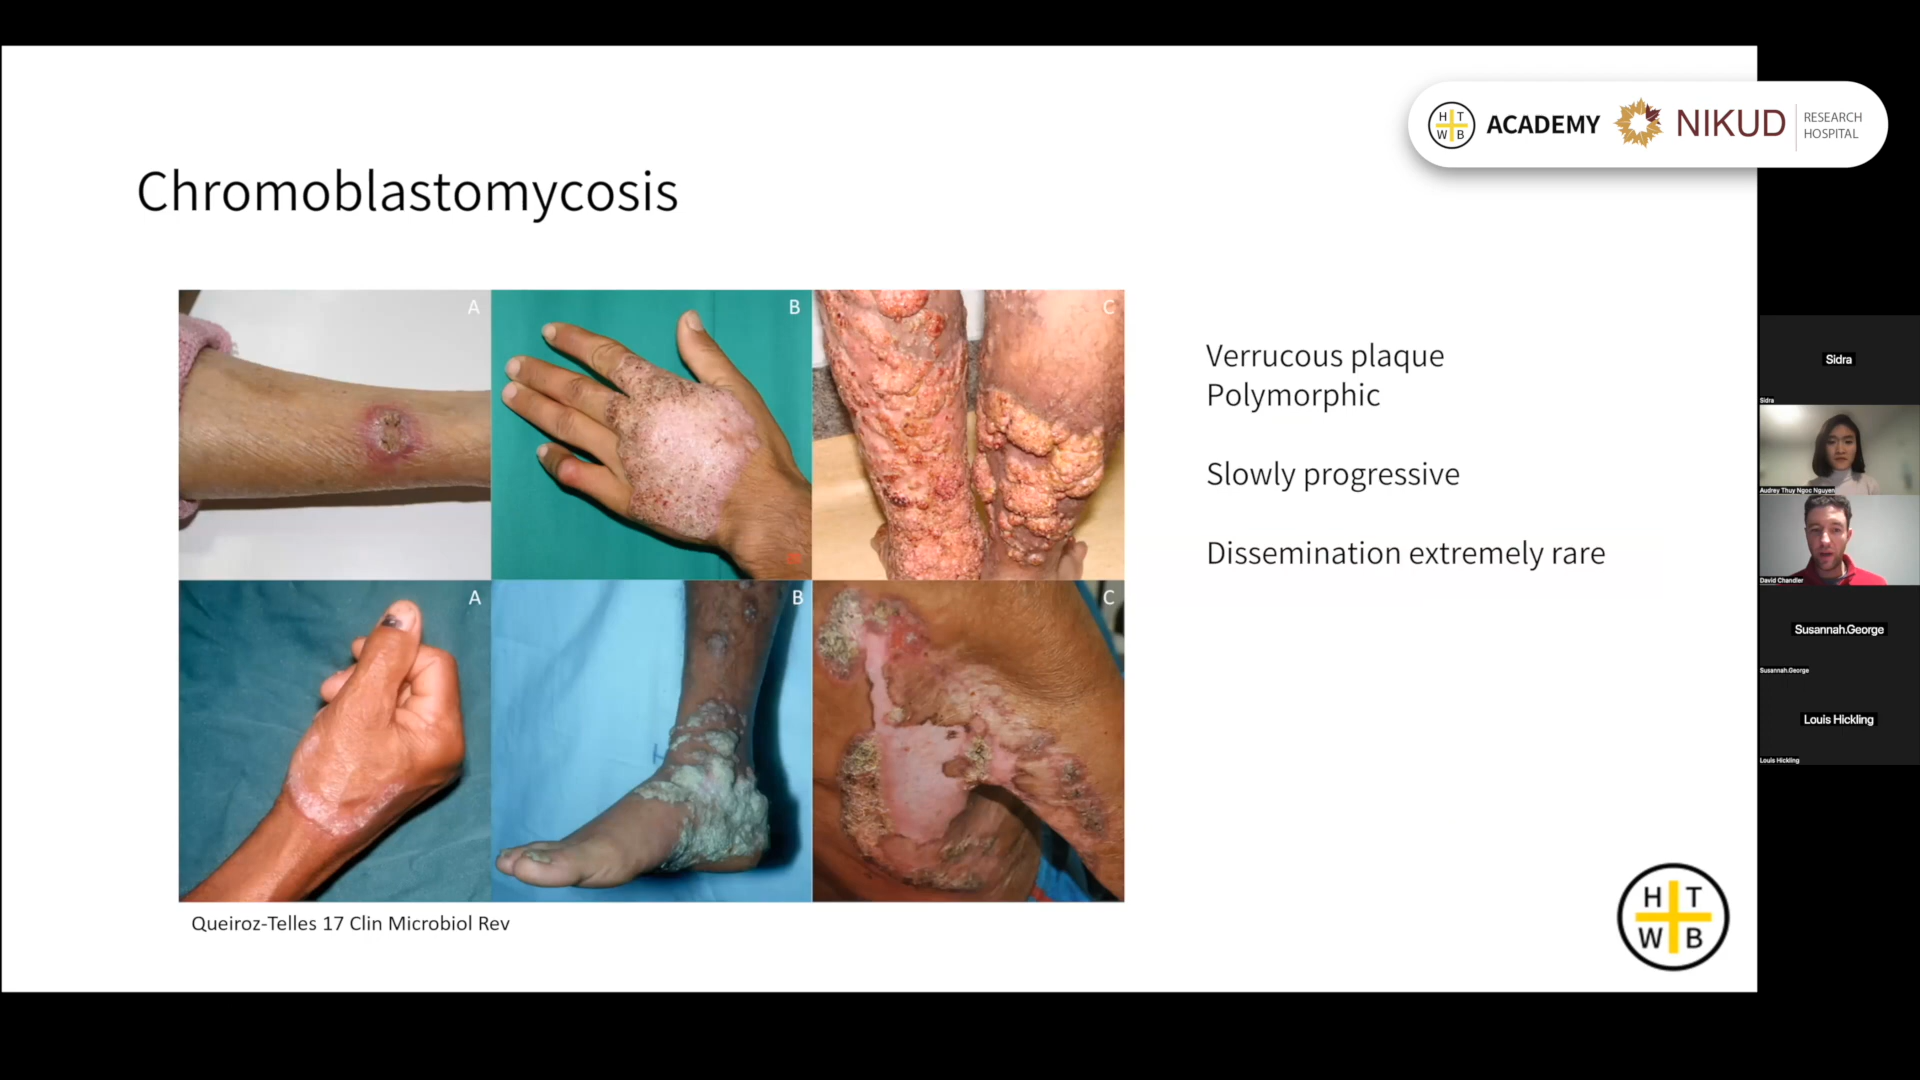 H T
W B
ACADEMY
NIKUD
RESEARCH
HOSPITAL
Chromoblastomycosis
A
B
C
A
B
C
Verrucous plaque
Polymorphic
Slowly progressive
Dissemination extremely rare
Queiroz-Telles 17 Clin Microbiol Rev
H T
W B
Sidra
Sidra
Audrey Thuy Ngoc Nguyen
David Chandler
Susannah.George
Susannah.George
Louis Hickling
Louis Hickling